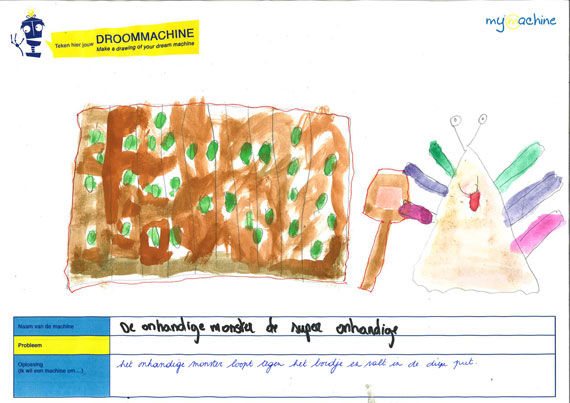 Teken hier jouw DROOMMACHINE
Make a drawing of your dream machine
my machine
Naam van de machine
De onhandige monster de super onhandige
Probleem
Oplossing
(ik wil een machine om....)
het onhandige monster loopt tegen het bordje en valt in de diepe put.